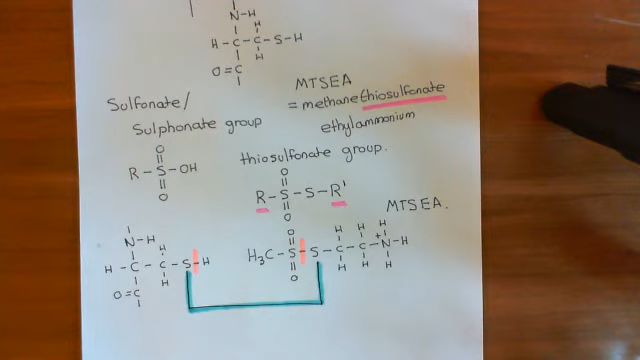 N-H
H
H-C-C-S-H
H
O=C
MTSEA
= methanethiosulfonate
ethylammonium
Sulfonate/
Sulphonate group
thiosulfonate group.
O
R-S-OH
O
O
R-S-S-R'
O
MTSEA.
N-H
H
H-C-C-S-H
H
O=C
O H H H
H₃C-S-S-C-C-N-H
+
O H H H